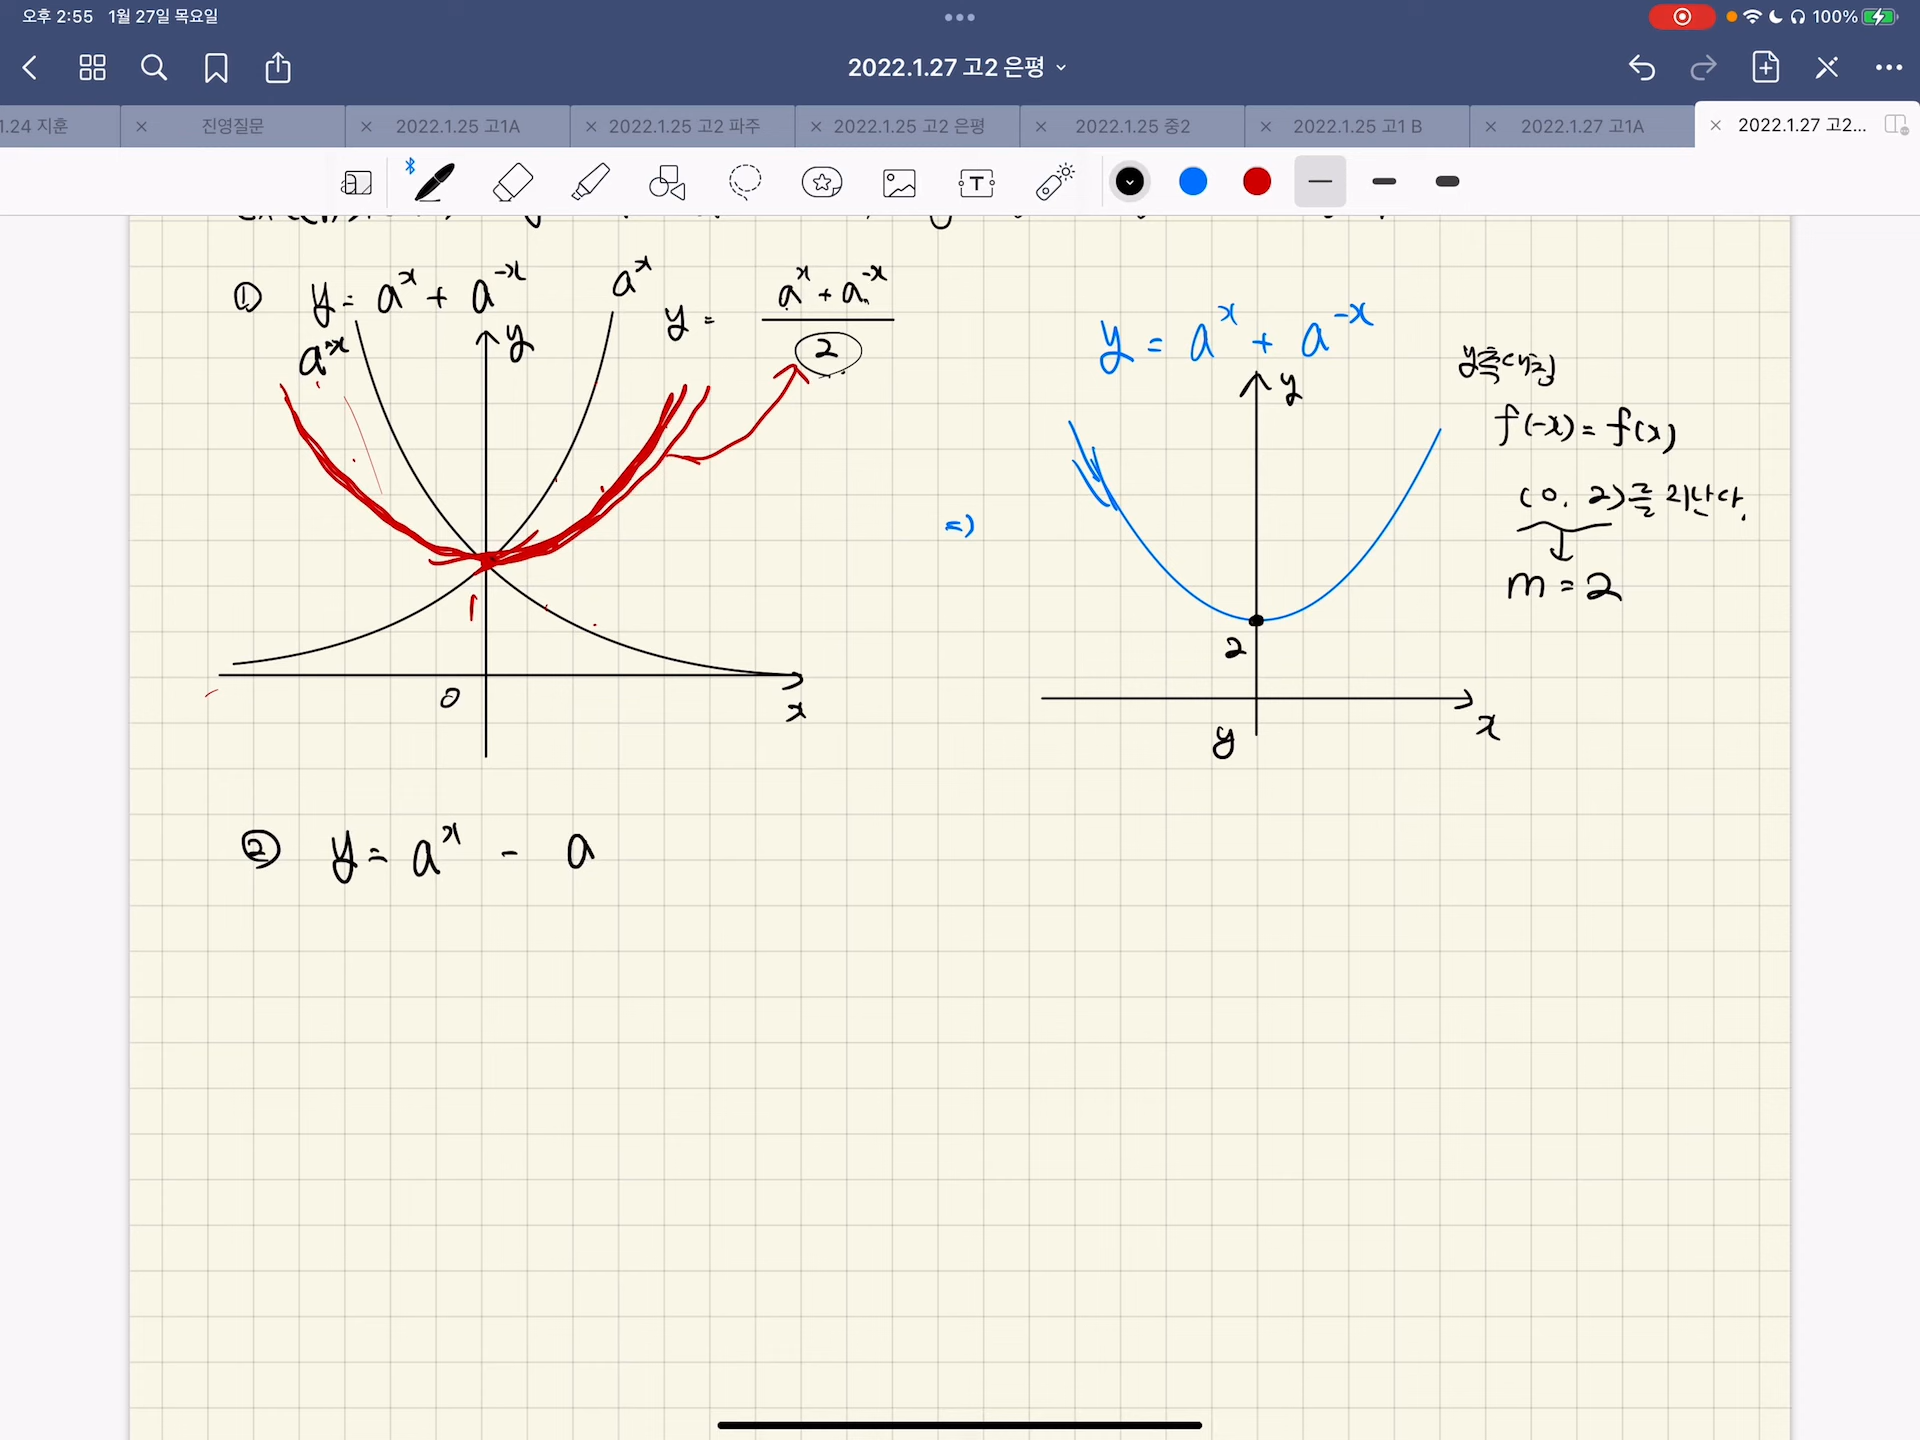 오후 2:55 1월 27일 목요일
100%
2022.1.27 고2 은평
1.24 지훈
진영질문
2022.1.25 고1A
2022.1.25 고2 파주
2022.1.25 고2 은평
2022.1.25 중2
2022.1.25 고1 B
2022.1.27 고1A
2022.1.27 고2...
① y = a^x + a^-x
a^x
a^-x
y
y = (a^x + a^-x) / 2
1
0
x
⇒
y = a^x + a^-x
y
2
x
y
y축대칭
f(-x) = f(x)
(0, 2)를 지난다.
↓
m = 2
② y = a^x - a